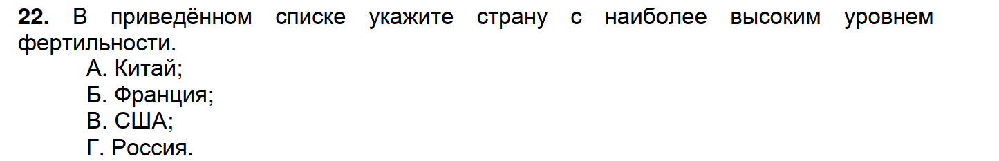 22. В приведённом списке укажите страну с наиболее высоким уровнем
фертильности.
А. Китай;
Б. Франция;
В. США;
Г. Россия.